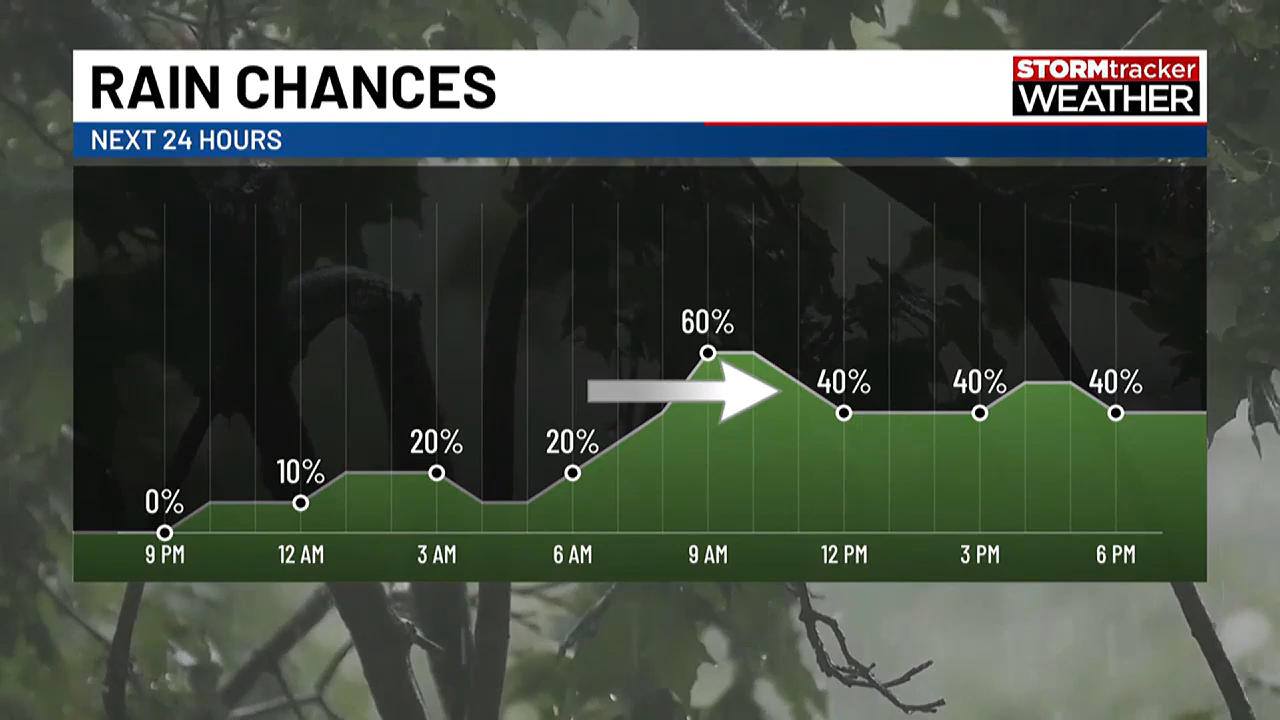 RAIN CHANCES
STORMtracker
WEATHER
NEXT 24 HOURS
60%
40% 40% 40%
20% 20%
10%
0%
9 PM 12 AM 3 AM 6 AM 9 AM 12 PM 3 PM 6 PM